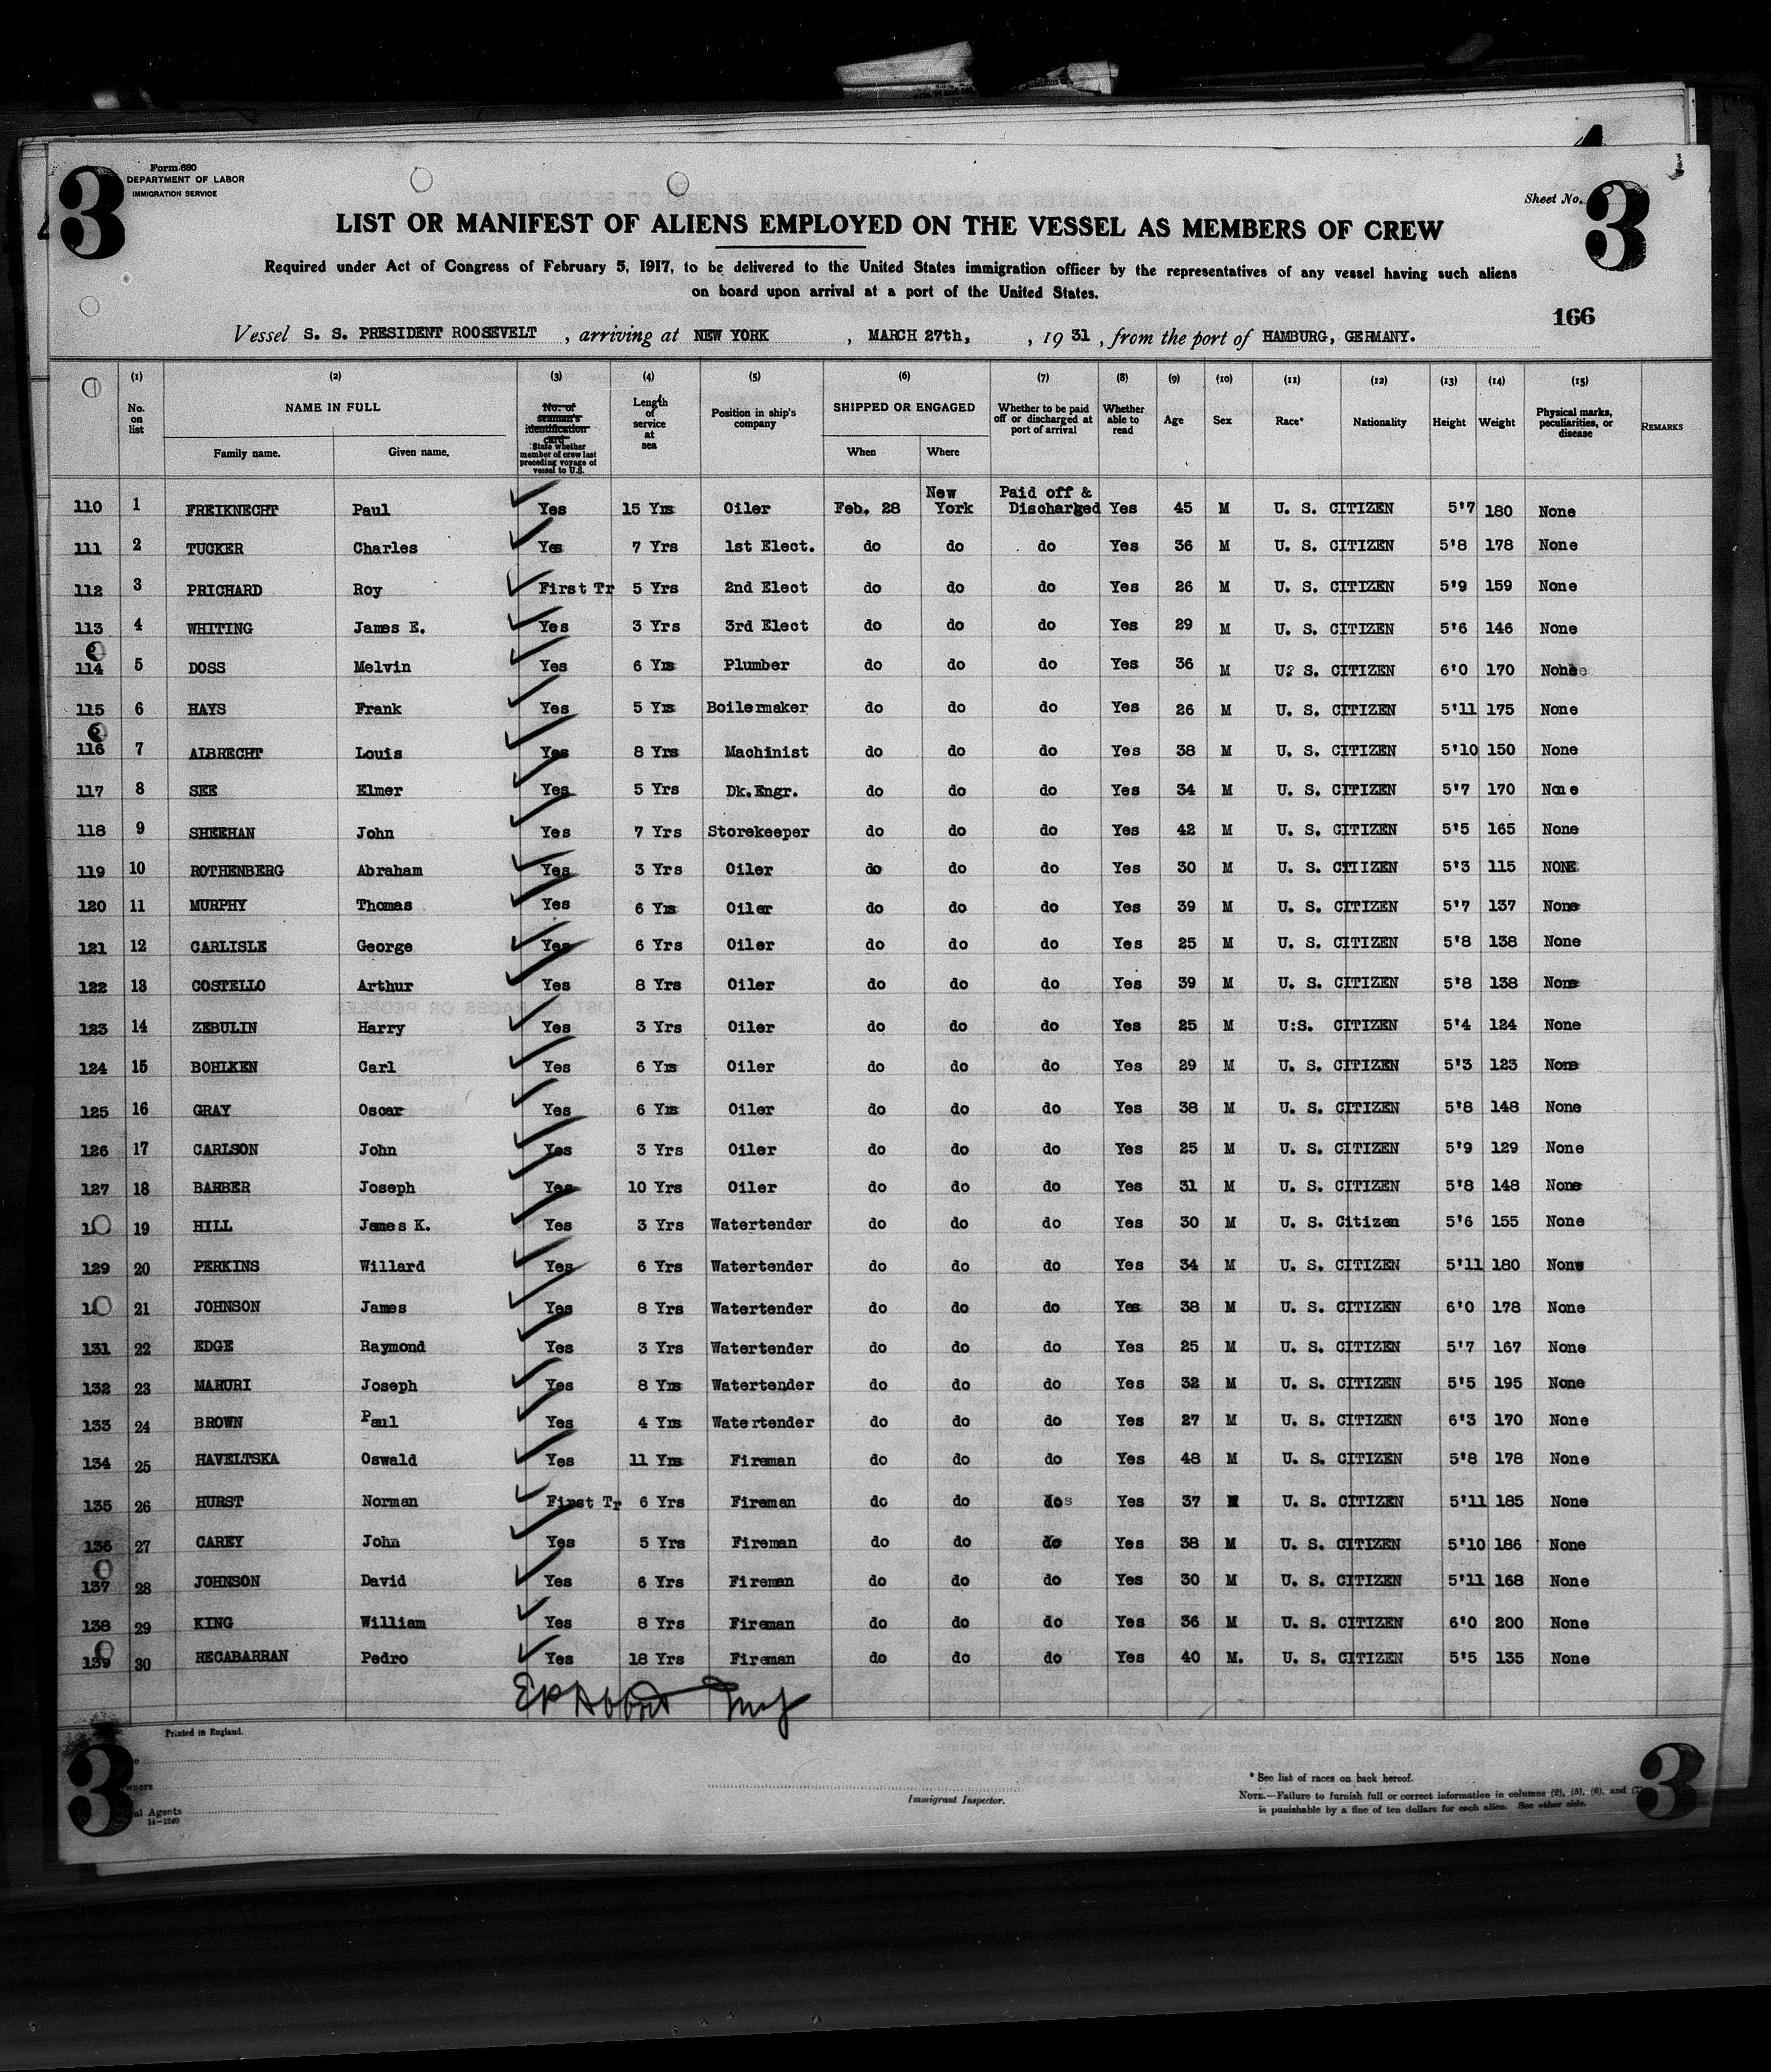 3
Form 680
DEPARTMENT OF LABOR
IMMIGRATION SERVICE
Sheet No. 3
LIST OR MANIFEST OF ALIENS EMPLOYED ON THE VESSEL AS MEMBERS OF CREW
Required under Act of Congress of February 5, 1917, to be delivered to the United States immigration officer by the representatives of any vessel having such aliens
on board upon arrival at a port of the United States.
166
Vessel S. S. PRESIDENT ROOSEVELT, arriving at NEW YORK, MARCH 27th, , 1931, from the port of HAMBURG, GERMANY.
(1) (2) (3) (4) (5) (6) (7) (8) (9) (10) (11) (12) (13) (14) (15)
No. on list NAME IN FULL Family name. Given name. No. of seaman's identification card State whether member of crew last preceding voyage of vessel to U.S. Length of service at sea Position in ship's company SHIPPED OR ENGAGED When Where Whether to be paid off or discharged at port of arrival Whether able to read Age Sex Race* Nationality Height Weight Physical marks, peculiarities, or disease REMARKS
110 1 FREIKNECHT Paul Yes 15 Yrs Oiler Feb. 28 New York Paid off & Discharged Yes 45 M U. S. CITIZEN 5'7 180 None
111 2 TUCKER Charles Yes 7 Yrs 1st Elect. do do do Yes 36 M U. S. CITIZEN 5'8 178 None
112 3 PRICHARD Roy First Tr 5 Yrs 2nd Elect do do do Yes 26 M U. S. CITIZEN 5'9 159 None
113 4 WHITING James E. Yes 3 Yrs 3rd Elect do do do Yes 29 M U. S. CITIZEN 5'6 146 None
114 5 DOSS Melvin Yes 6 Yrs Plumber do do do Yes 36 M U? S. CITIZEN 6'0 170 None
115 6 HAYS Frank Yes 5 Yrs Boilermaker do do do Yes 26 M U. S. CITIZEN 5'11 175 None
116 7 ALBRECHT Louis Yes 8 Yrs Machinist do do do Yes 38 M U. S. CITIZEN 5'10 150 None
117 8 SEE Elmer Yes 5 Yrs Dk.Engr. do do do Yes 34 M U. S. CITIZEN 5'7 170 None
118 9 SHEEHAN John Yes 7 Yrs Storekeeper do do do Yes 42 M U. S. CITIZEN 5'5 165 None
119 10 ROTHENBERG Abraham Yes 3 Yrs Oiler do do do Yes 30 M U. S. CTIIZEN 5'3 115 NONE
120 11 MURPHY Thomas Yes 6 Yrs Oiler do do do Yes 39 M U. S. CITIZEN 5'7 137 None
121 12 CARLISLE George Yes 6 Yrs Oiler do do do Yes 25 M U. S. CITIZEN 5'8 138 None
122 13 COSTELLO Arthur Yes 8 Yrs Oiler do do do Yes 39 M U. S. CITIZEN 5'8 138 None
123 14 ZEBULIN Harry Yes 3 Yrs Oiler do do do Yes 25 M U:S. CITIZEN 5'4 124 None
124 15 BOHLKEN Carl Yes 6 Yrs Oiler do do do Yes 29 M U. S. CITIZEN 5'3 123 None
125 16 GRAY Oscar Yes 6 Yrs Oiler do do do Yes 38 M U. S. CITIZEN 5'8 148 None
126 17 CARLSON John Yes 3 Yrs Oiler do do do Yes 25 M U. S. CITIZEN 5'9 129 None
127 18 BARBER Joseph Yes 10 Yrs Oiler do do do Yes 31 M U. S. CITIZEN 5'8 148 None
19 HILL James K. Yes 3 Yrs Watertender do do do Yes 30 M U. S. Citizen 5'6 155 None
129 20 PERKINS Willard Yes 6 Yrs Watertender do do do Yes 34 M U. S. CITIZEN 5'11 180 None
21 JOHNSON James Yes 8 Yrs Watertender do do do Yes 38 M U. S. CITIZEN 6'0 178 None
131 22 EDGE Raymond Yes 3 Yrs Watertender do do do Yes 25 M U. S. CITIZEN 5'7 167 None
132 23 MARURI Joseph Yes 8 Yrs Watertender do do do Yes 32 M U. S. CITIZEN 5'5 195 None
133 24 BROWN Paul Yes 4 Yrs Watertender do do do Yes 27 M U. S. CITIZEN 6'3 170 None
134 25 HAVELTSKA Oswald Yes 11 Yrs Fireman do do do Yes 48 M U. S. CITIZEN 5'8 178 None
135 26 HURST Norman First Tr 6 Yrs Fireman do do do Yes 37 M U. S. CITIZEN 5'11 185 None
136 27 CAREY John Yes 5 Yrs Fireman do do do Yes 38 M U. S. CITIZEN 5'10 186 None
137 28 JOHNSON David Yes 6 Yrs Fireman do do do Yes 30 M U. S. CITIZEN 5'11 168 None
138 29 KING William Yes 8 Yrs Fireman do do do Yes 36 M U. S. CITIZEN 6'0 200 None
139 30 RECABARRAN Pedro Yes 18 Yrs Fireman do do do Yes 40 M. U. S. CITIZEN 5'5 135 None
Printed in England.
3
Agents
14—1240
Immigrant Inspector.
* See list of races on back hereof.
NOTE.—Failure to furnish full or correct information in columns (2), (5), (6), and (7)
is punishable by a fine of ten dollars for each alien. See other side.
3